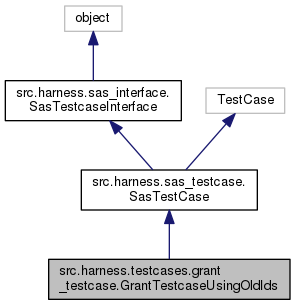 object
src.harness.sas_interface.
SasTestcaseInterface
TestCase
src.harness.sas_testcase.
SasTestCase
src.harness.testcases.grant
_testcase.GrantTestcaseUsingOldIds